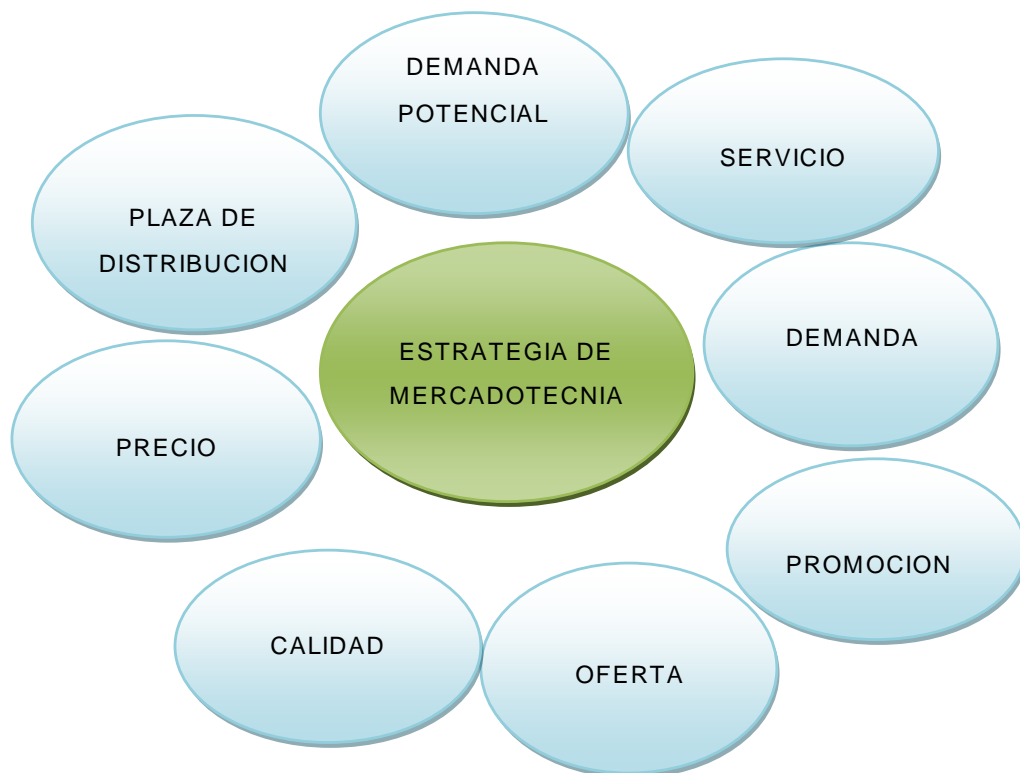 DEMANDA
POTENCIAL
SERVICIO
PLAZA DE
DISTRIBUCION
DEMANDA
ESTRATEGIA DE
MERCADOTECNIA
PRECIO
PROMOCION
CALIDAD
OFERTA